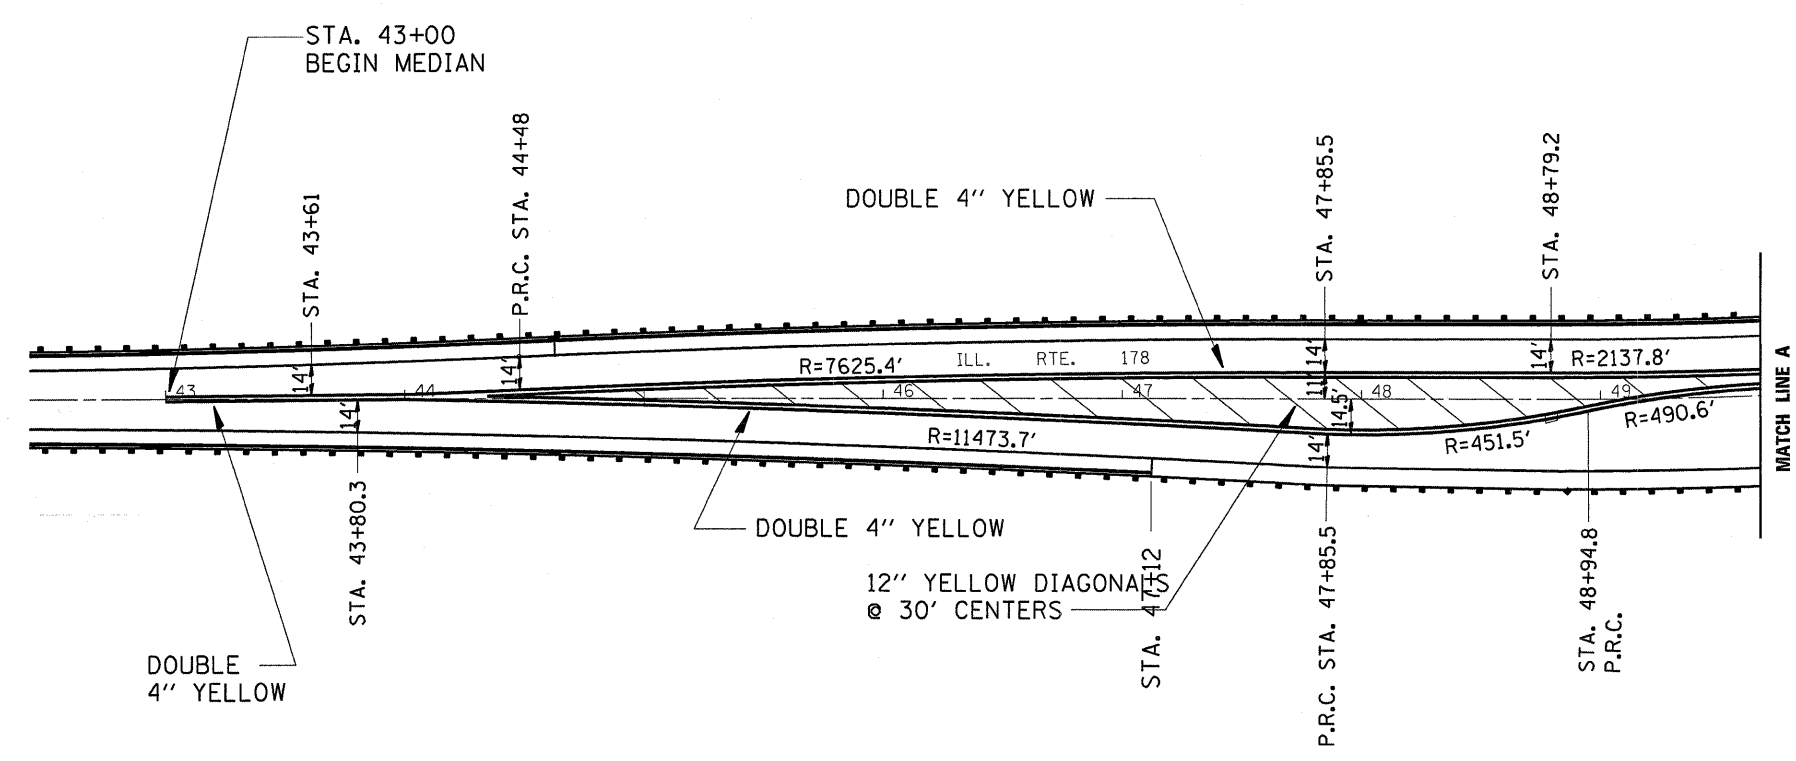 STA. 43+00
BEGIN MEDIAN
STA. 43+61
P.R.C. STA. 44+48
DOUBLE 4" YELLOW
STA. 47+85.5
STA. 48+79.2
MATCH LINE A
14'
14'
14'
14'
R=7625.4'
ILL. RTE. 178
R=2137.8'
43
44
46
47
48
49
11'
14.5'
14'
14'
R=11473.7'
R=451.5'
R=490.6'
STA. 43+80.3
DOUBLE 4" YELLOW
12" YELLOW DIAGONALS
@ 30' CENTERS
STA. 47+12
P.R.C. STA. 47+85.5
STA. 48+94.8
P.R.C.
DOUBLE
4" YELLOW